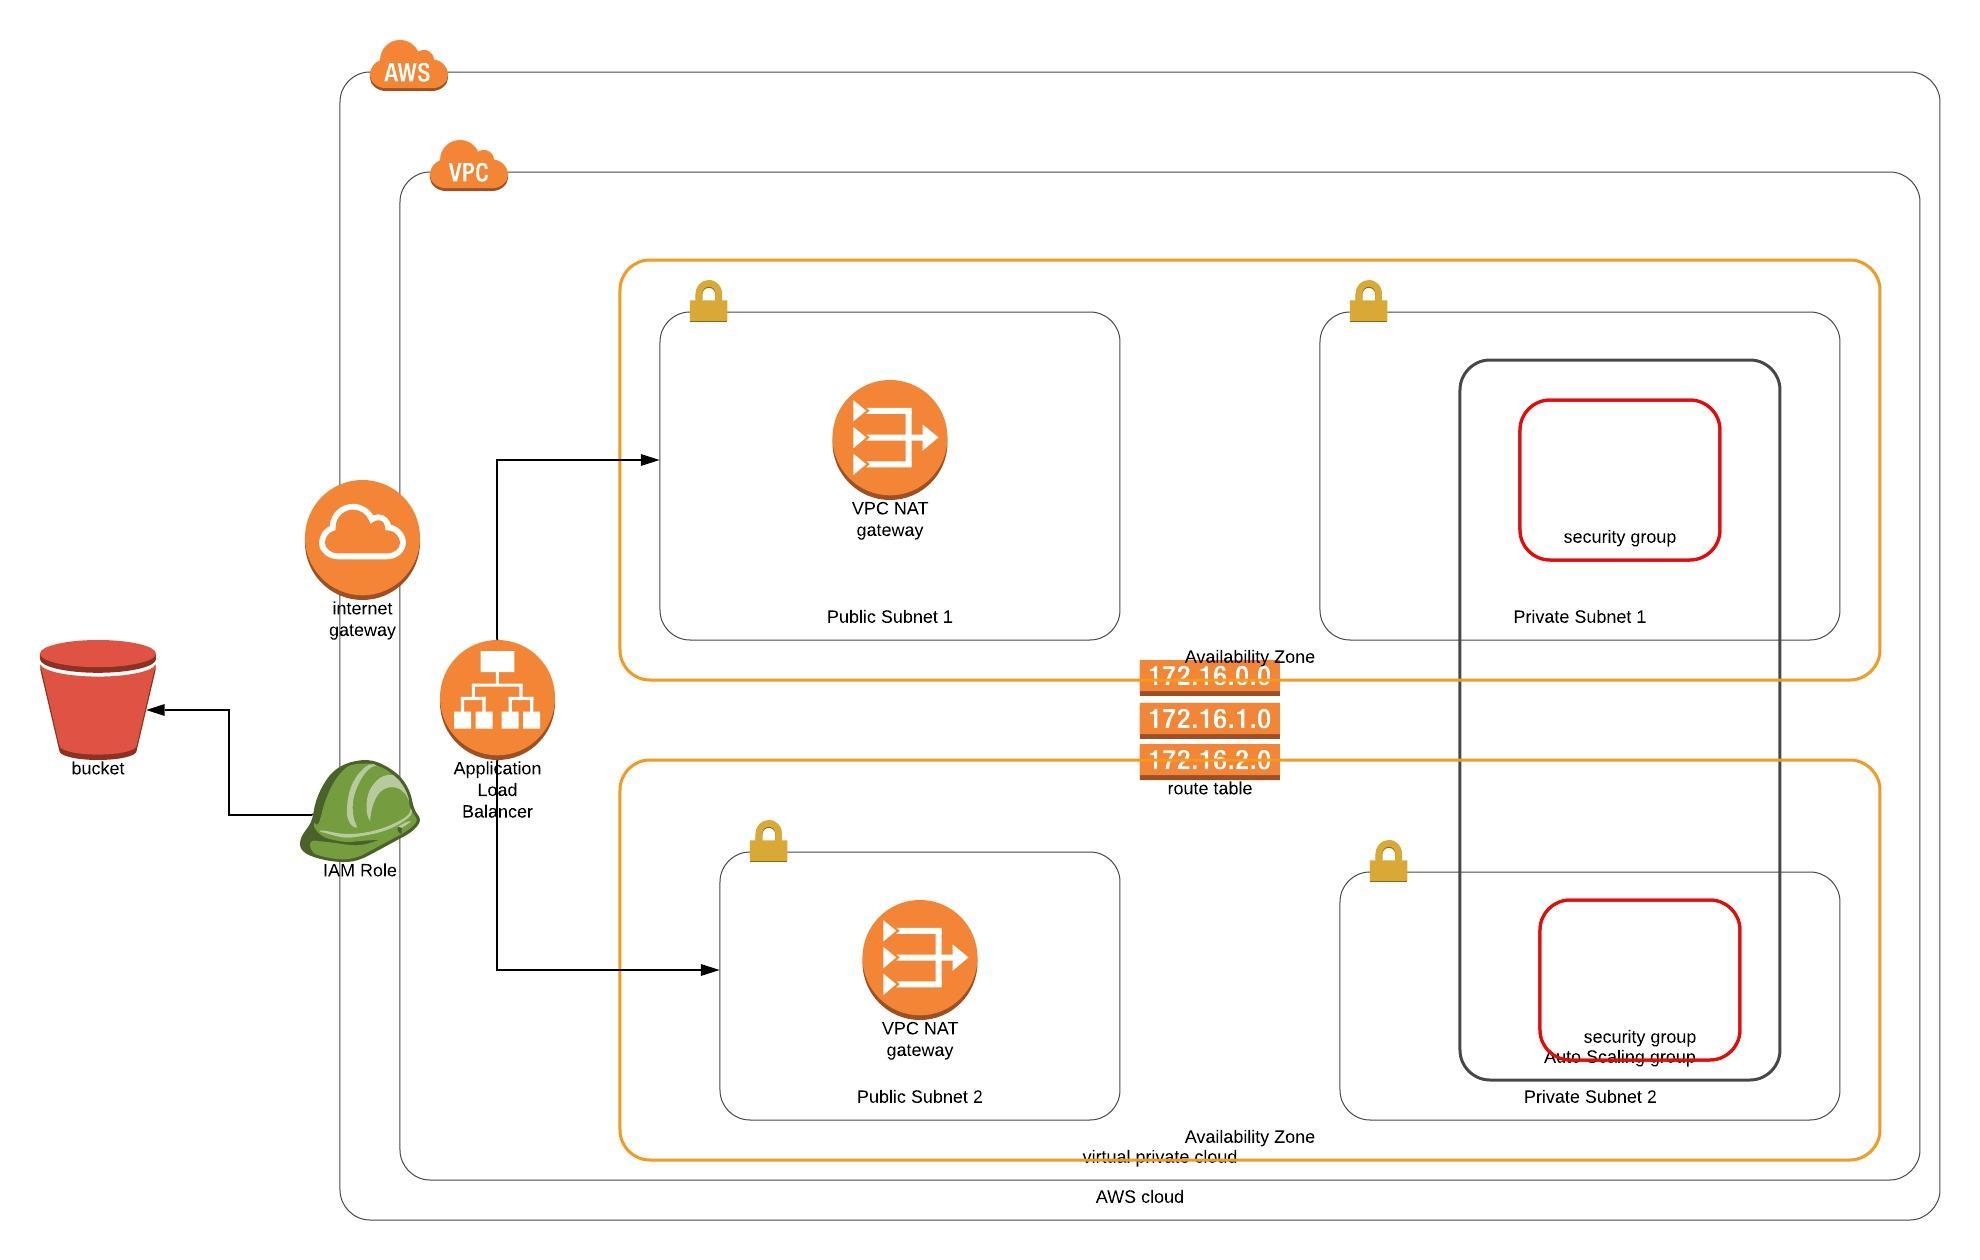 AWS
VPC
VPC NAT
gateway
security group
internet
gateway
Public Subnet 1
Private Subnet 1
Availability Zone
172.16.0.0
172.16.1.0
172.16.2.0
route table
bucket
Application
Load
Balancer
IAM Role
VPC NAT
gateway
security group
Auto Scaling group
Public Subnet 2
Private Subnet 2
Availability Zone
virtual private cloud
AWS cloud